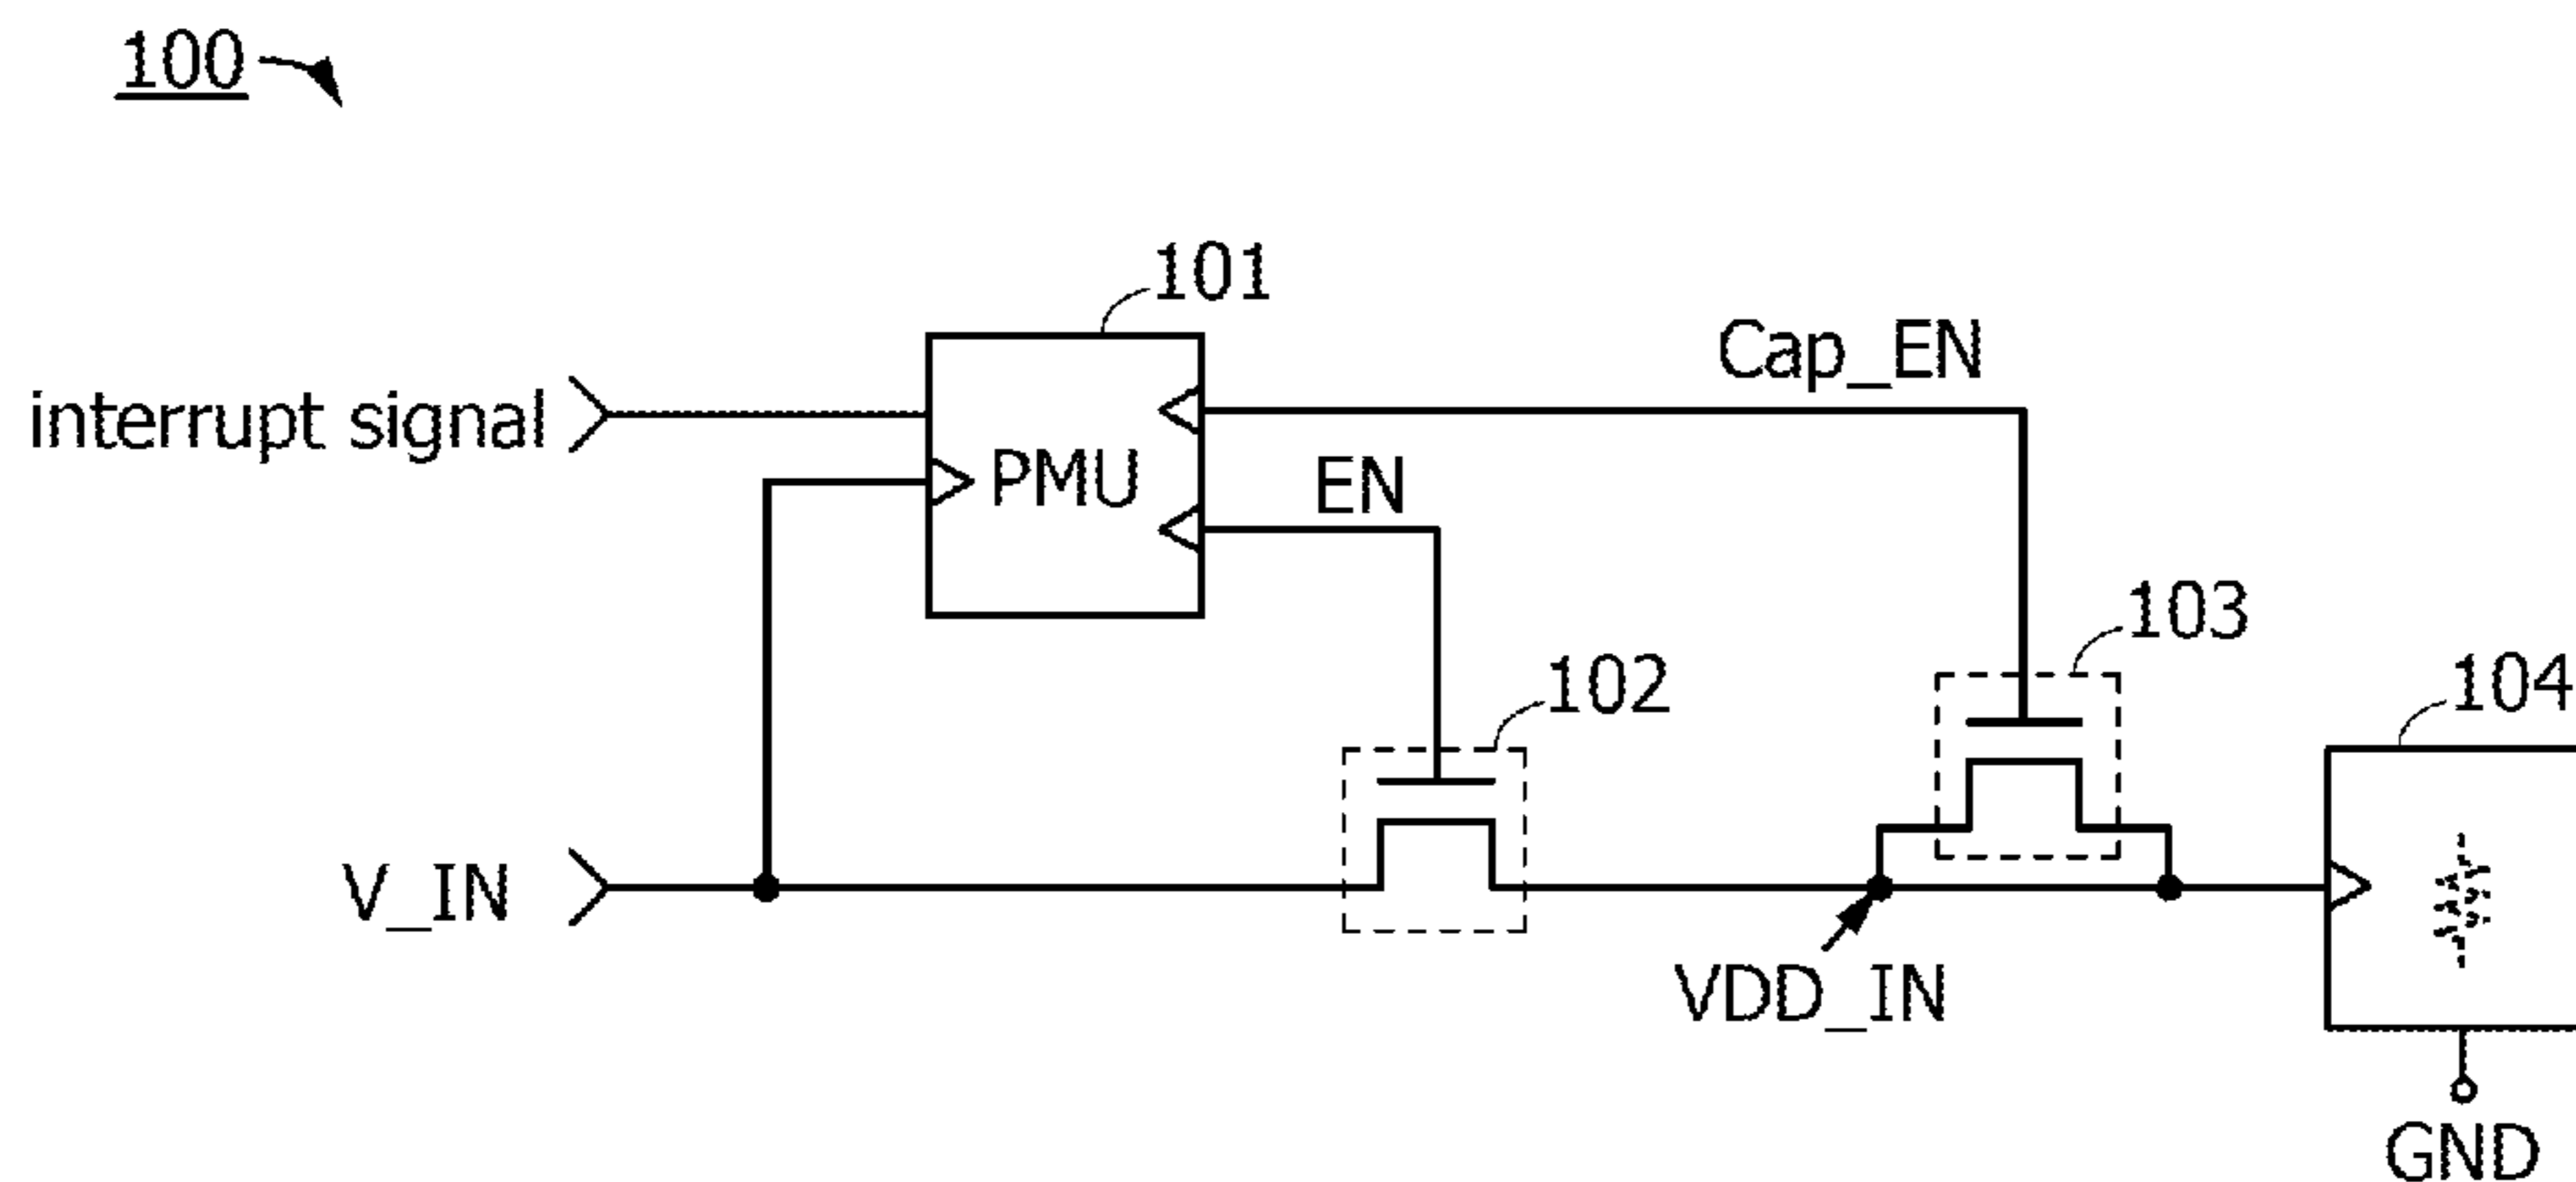 100
101
Cap_EN
interrupt signal
PMU
EN
103
102
104
V_IN
VDD_IN
GND